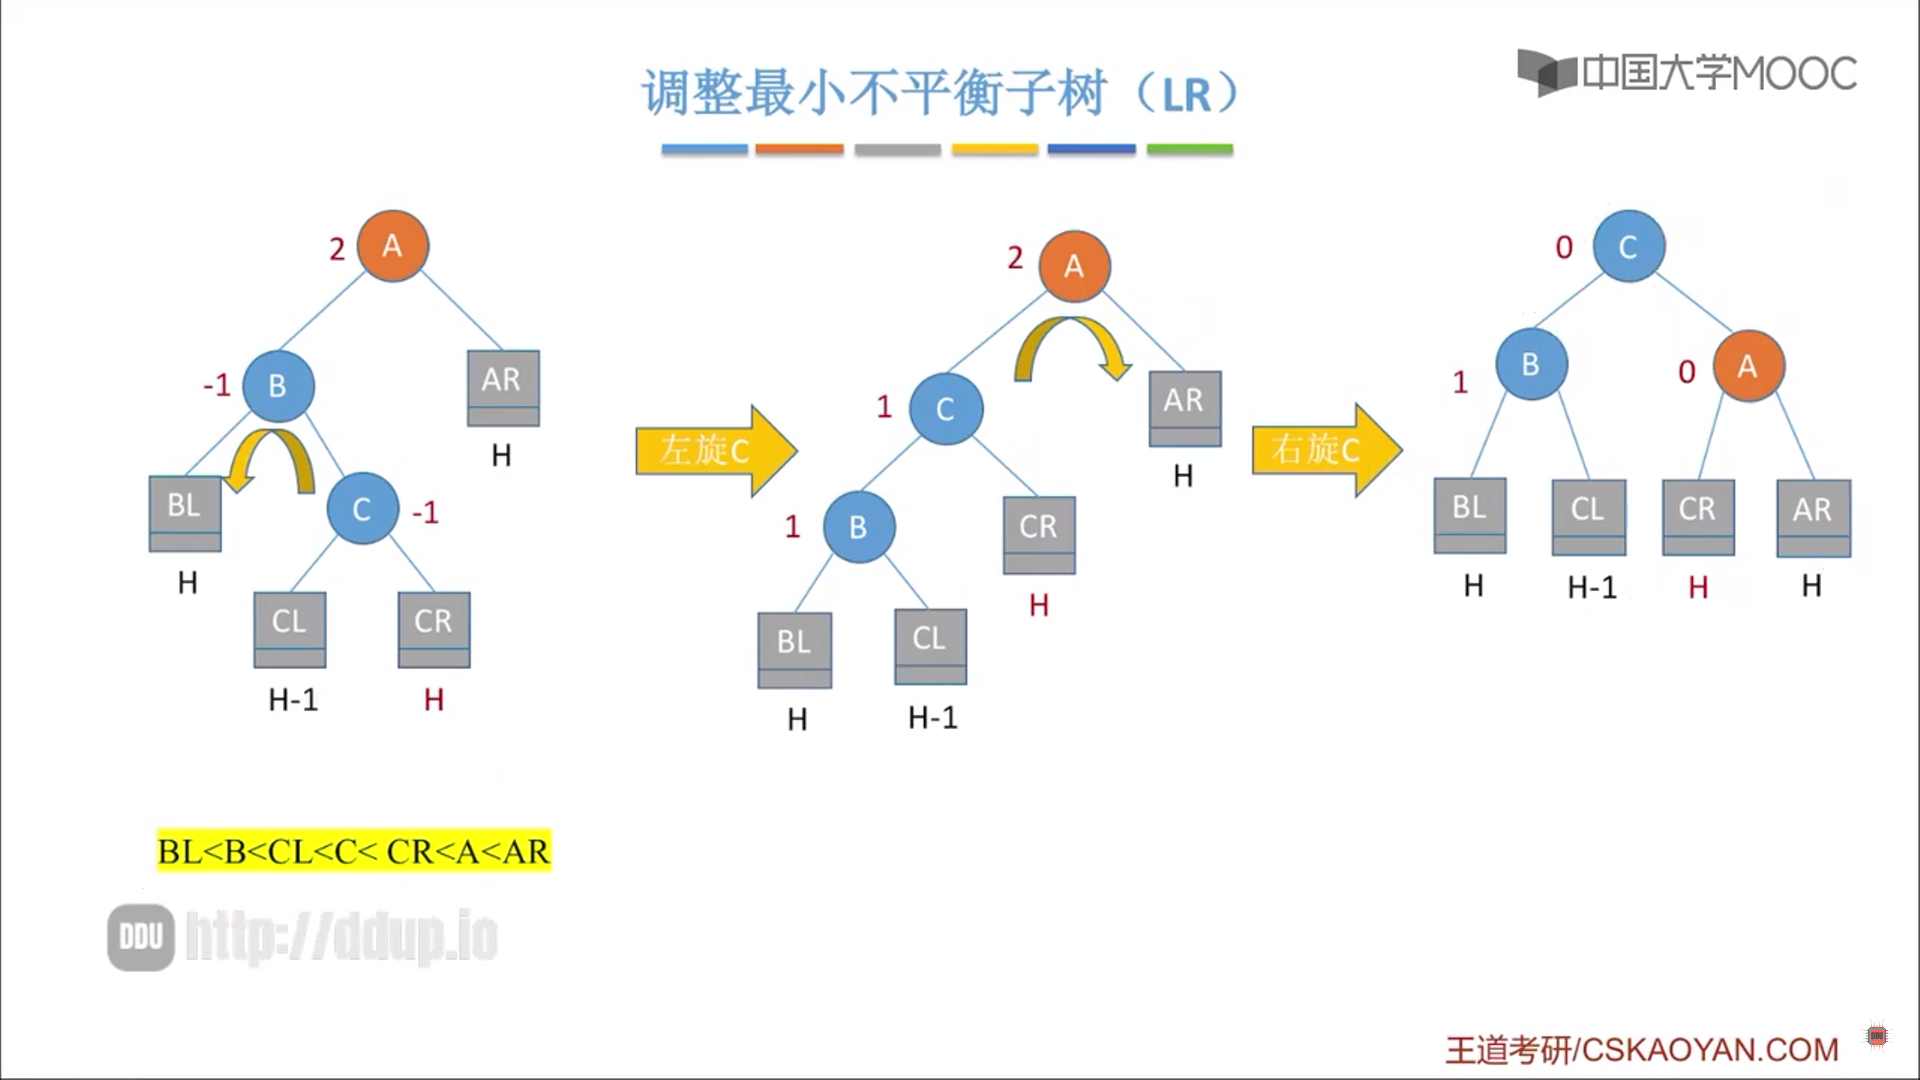 调整最小不平衡子树（LR）
中国大学MOOC
2
A
-1
B
AR
H
BL
H
C
-1
CL
H-1
CR
H
左旋C
2
A
1
C
AR
H
1
B
CR
H
BL
H
CL
H-1
右旋C
0
C
1
B
0
A
BL
H
CL
H-1
CR
H
AR
H
BL<B<CL<C< CR<A<AR
DDU http://ddup.io
王道考研/CSKAOYAN.COM